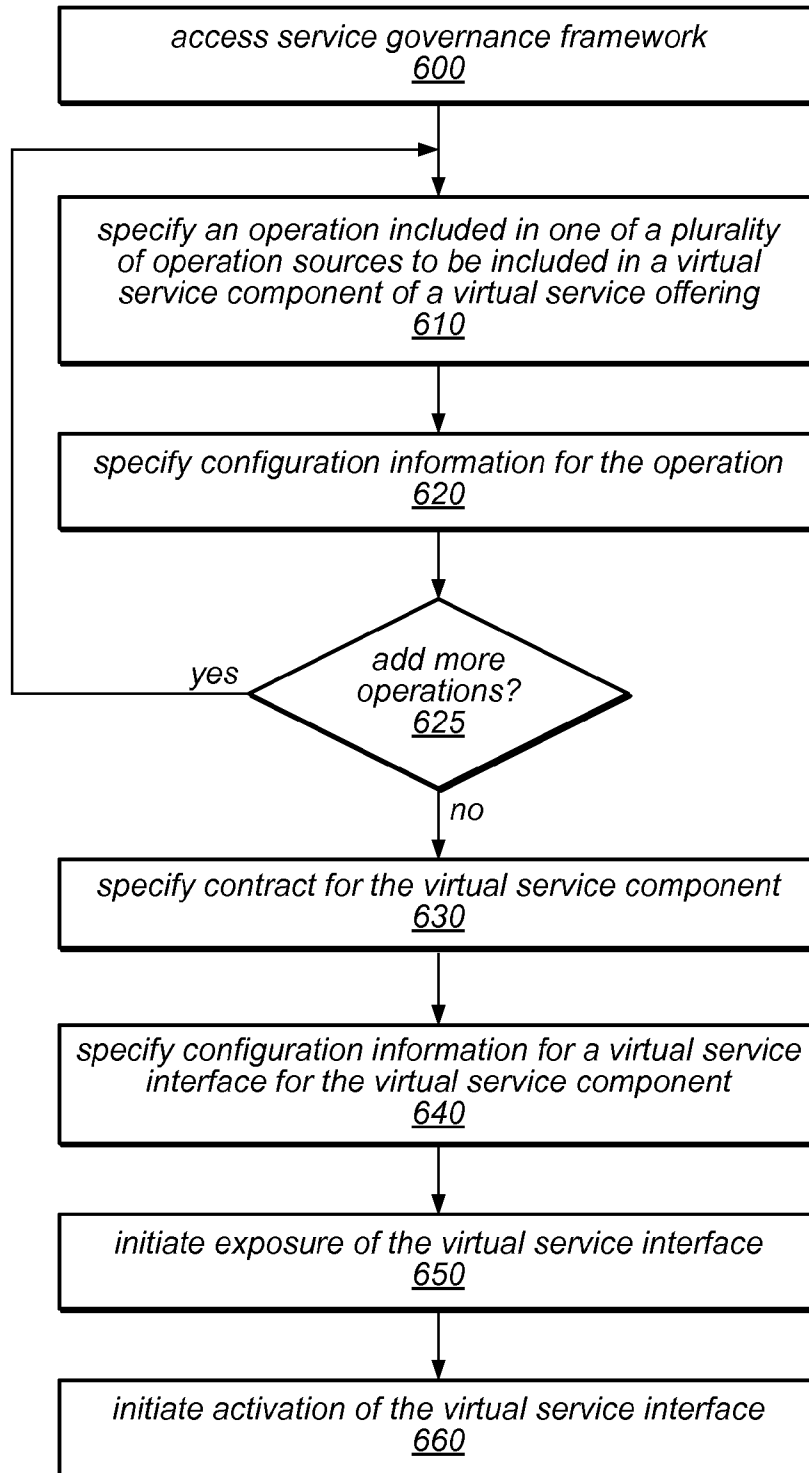 access service governance framework
600
specify an operation included in one of a plurality
of operation sources to be included in a virtual
service component of a virtual service offering
610
specify configuration information for the operation
620
yes
add more
operations?
625
no
specify contract for the virtual service component
630
specify configuration information for a virtual service
interface for the virtual service component
640
initiate exposure of the virtual service interface
650
initiate activation of the virtual service interface
660